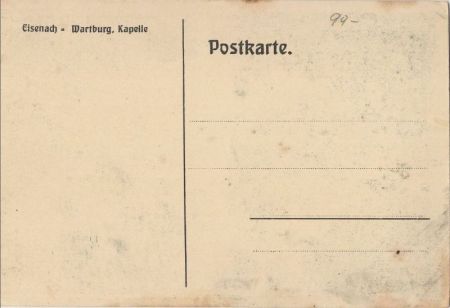 Eisenach - Wartburg, Kapelle
99-
Postkarte.